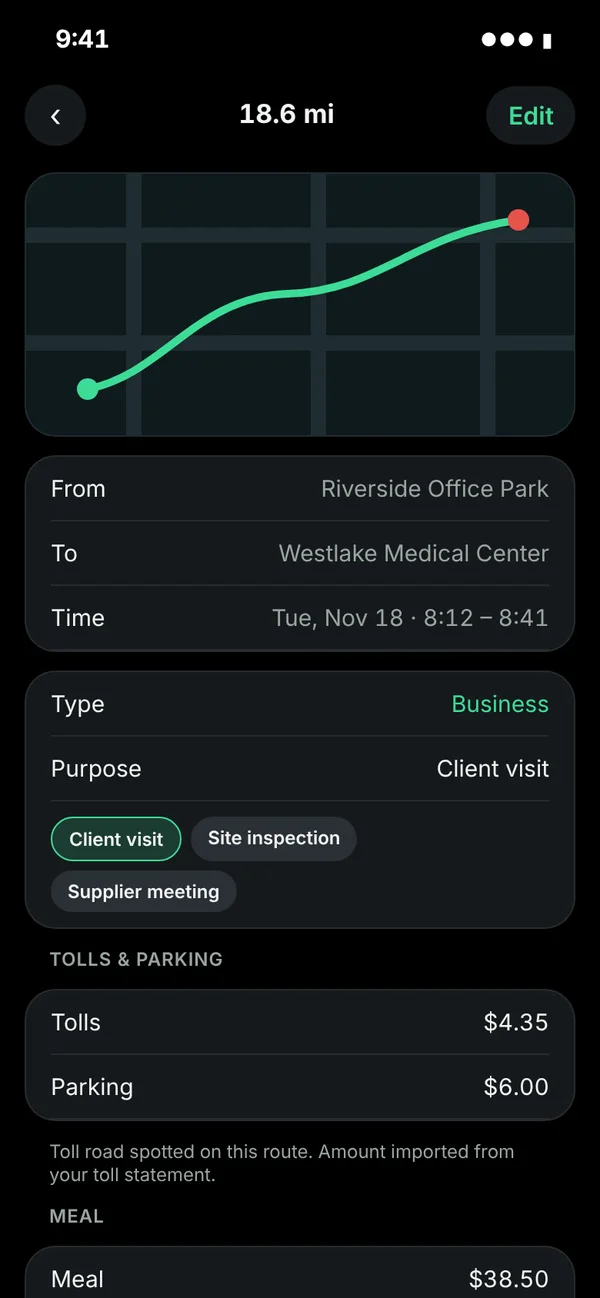 9:41
‹ 18.6 mi Edit
From Riverside Office Park
To Westlake Medical Center
Time Tue, Nov 18 · 8:12 – 8:41
Type Business
Purpose Client visit
Client visit Site inspection
Supplier meeting
TOLLS & PARKING
Tolls $4.35
Parking $6.00
Toll road spotted on this route. Amount imported from
your toll statement.
MEAL
Meal $38.50